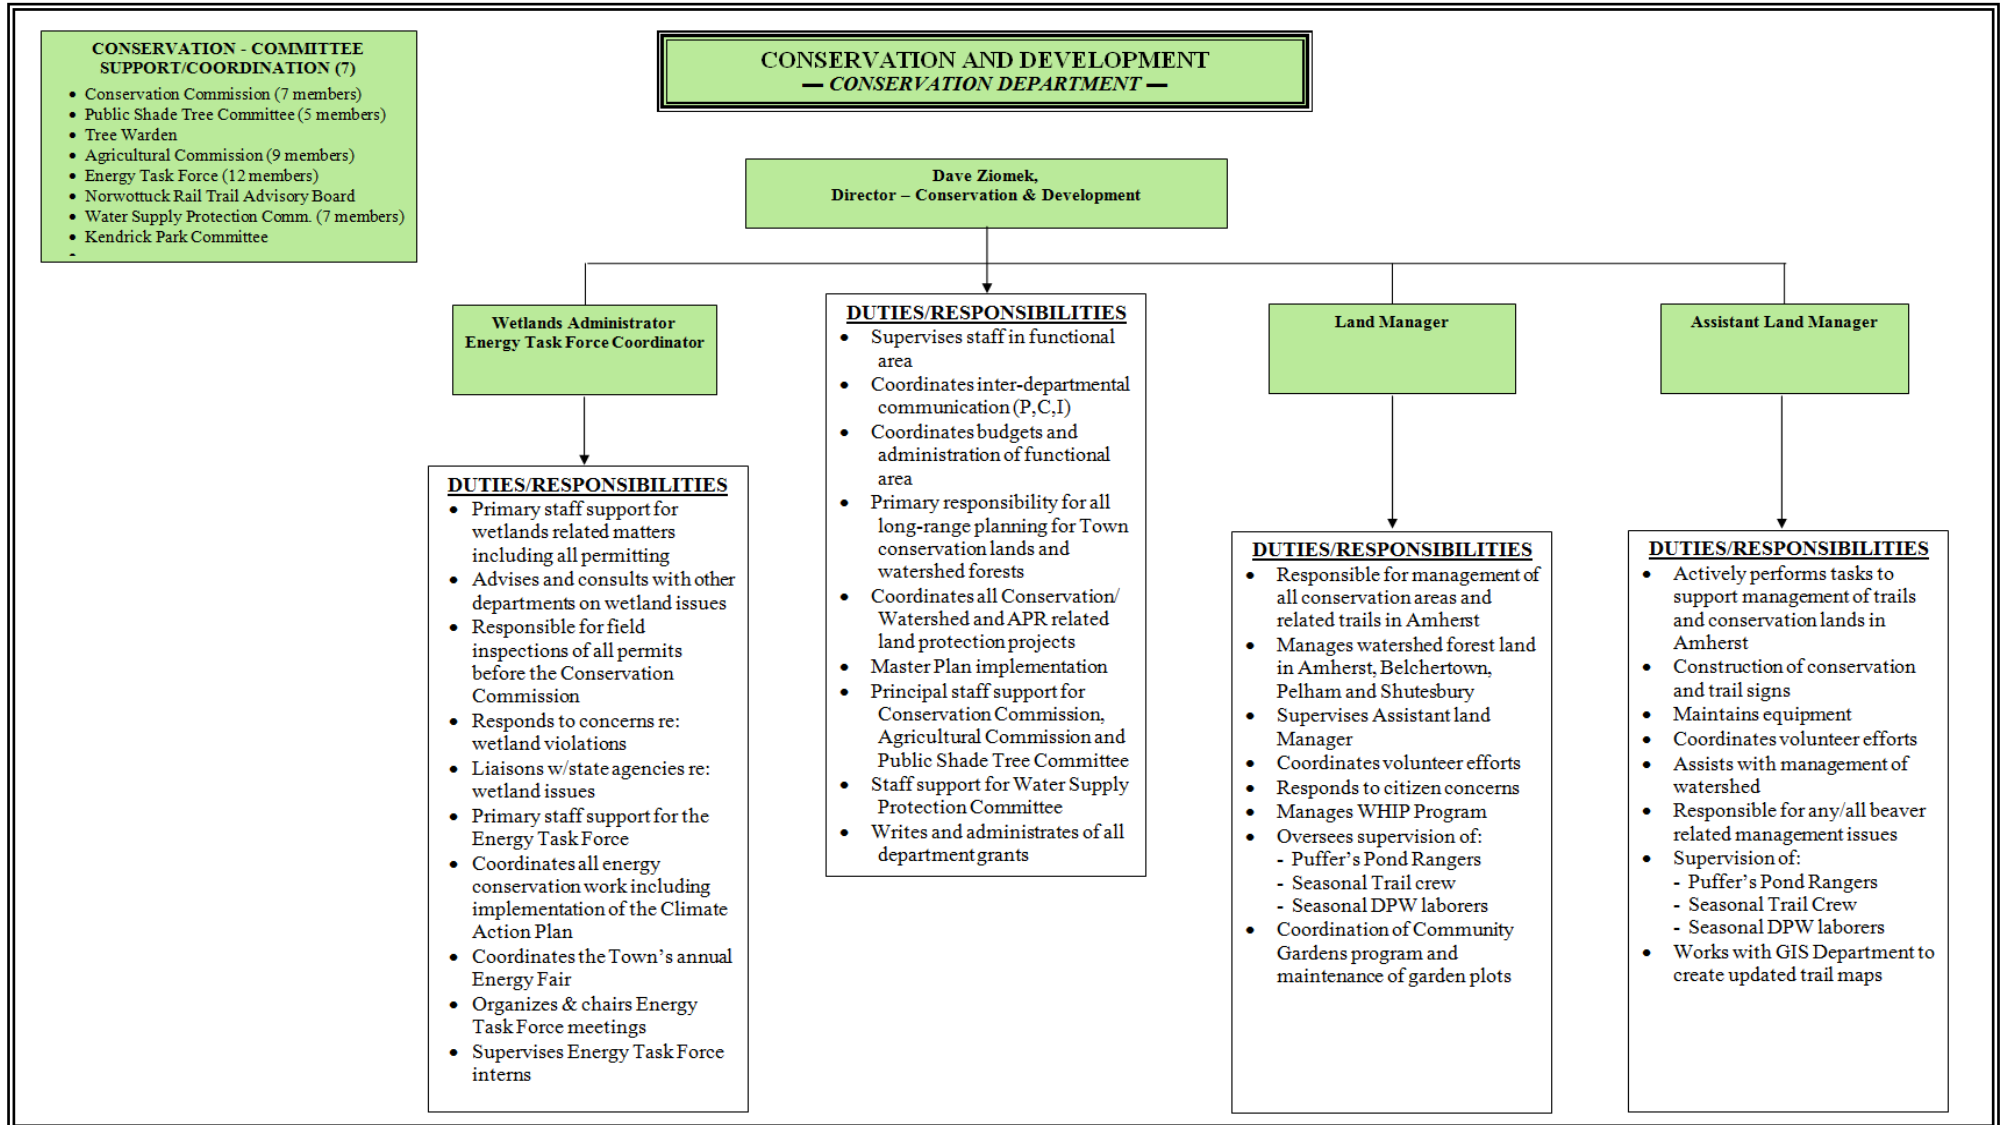 CONSERVATION - COMMITTEE
SUPPORT/COORDINATION (7)
• Conservation Commission (7 members)
• Public Shade Tree Committee (5 members)
• Tree Warden
• Agricultural Commission (9 members)
• Energy Task Force (12 members)
• Norwottuck Rail Trail Advisory Board
• Water Supply Protection Comm. (7 members)
• Kendrick Park Committee
•
CONSERVATION AND DEVELOPMENT
— CONSERVATION DEPARTMENT —
Dave Ziomek,
Director – Conservation & Development
Wetlands Administrator
Energy Task Force Coordinator
DUTIES/RESPONSIBILITIES
• Primary staff support for
wetlands related matters
including all permitting
• Advises and consults with other
departments on wetland issues
• Responsible for field
inspections of all permits
before the Conservation
Commission
• Responds to concerns re:
wetland violations
• Liaisons w/state agencies re:
wetland issues
• Primary staff support for the
Energy Task Force
• Coordinates all energy
conservation work including
implementation of the Climate
Action Plan
• Coordinates the Town’s annual
Energy Fair
• Organizes & chairs Energy
Task Force meetings
• Supervises Energy Task Force
interns
DUTIES/RESPONSIBILITIES
• Supervises staff in functional
area
• Coordinates inter-departmental
communication (P,C,I)
• Coordinates budgets and
administration of functional
area
• Primary responsibility for all
long-range planning for Town
conservation lands and
watershed forests
• Coordinates all Conservation/
Watershed and APR related
land protection projects
• Master Plan implementation
• Principal staff support for
Conservation Commission,
Agricultural Commission and
Public Shade Tree Committee
• Staff support for Water Supply
Protection Committee
• Writes and administrates of all
department grants
Land Manager
DUTIES/RESPONSIBILITIES
• Responsible for management of
all conservation areas and
related trails in Amherst
• Manages watershed forest land
in Amherst, Belchertown,
Pelham and Shutesbury
• Supervises Assistant land
Manager
• Coordinates volunteer efforts
• Responds to citizen concerns
• Manages WHIP Program
• Oversees supervision of:
- Puffer’s Pond Rangers
- Seasonal Trail crew
- Seasonal DPW laborers
• Coordination of Community
Gardens program and
maintenance of garden plots
Assistant Land Manager
DUTIES/RESPONSIBILITIES
• Actively performs tasks to
support management of trails
and conservation lands in
Amherst
• Construction of conservation
and trail signs
• Maintains equipment
• Coordinates volunteer efforts
• Assists with management of
watershed
• Responsible for any/all beaver
related management issues
• Supervision of:
- Puffer’s Pond Rangers
- Seasonal Trail Crew
- Seasonal DPW laborers
• Works with GIS Department to
create updated trail maps